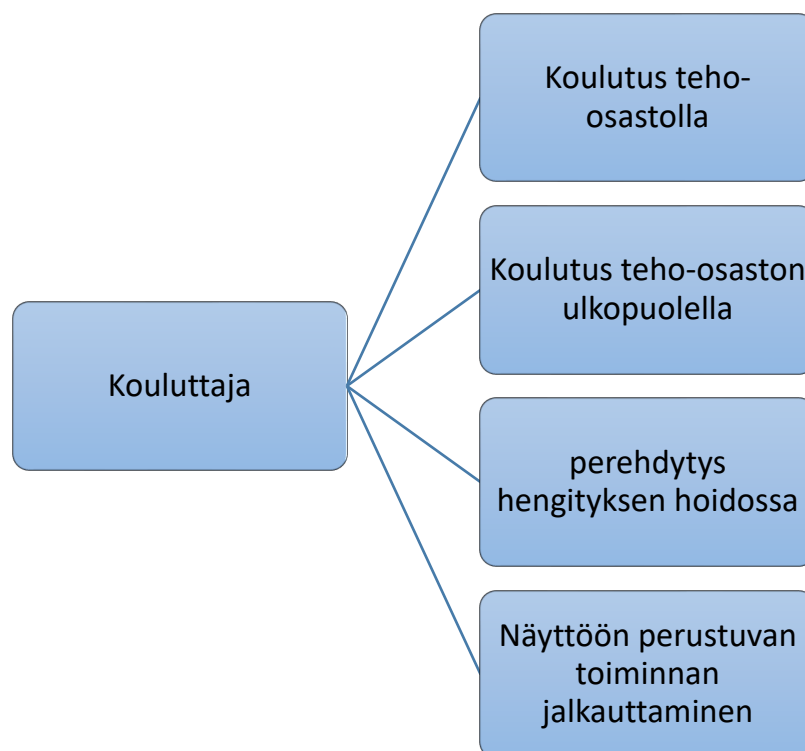 Koulutus teho-
osastolla
Koulutus teho-osaston
ulkopuolella
Kouluttaja
perehdytys
hengityksen hoidossa
Näyttöön perustuvan
toiminnan
jalkauttaminen